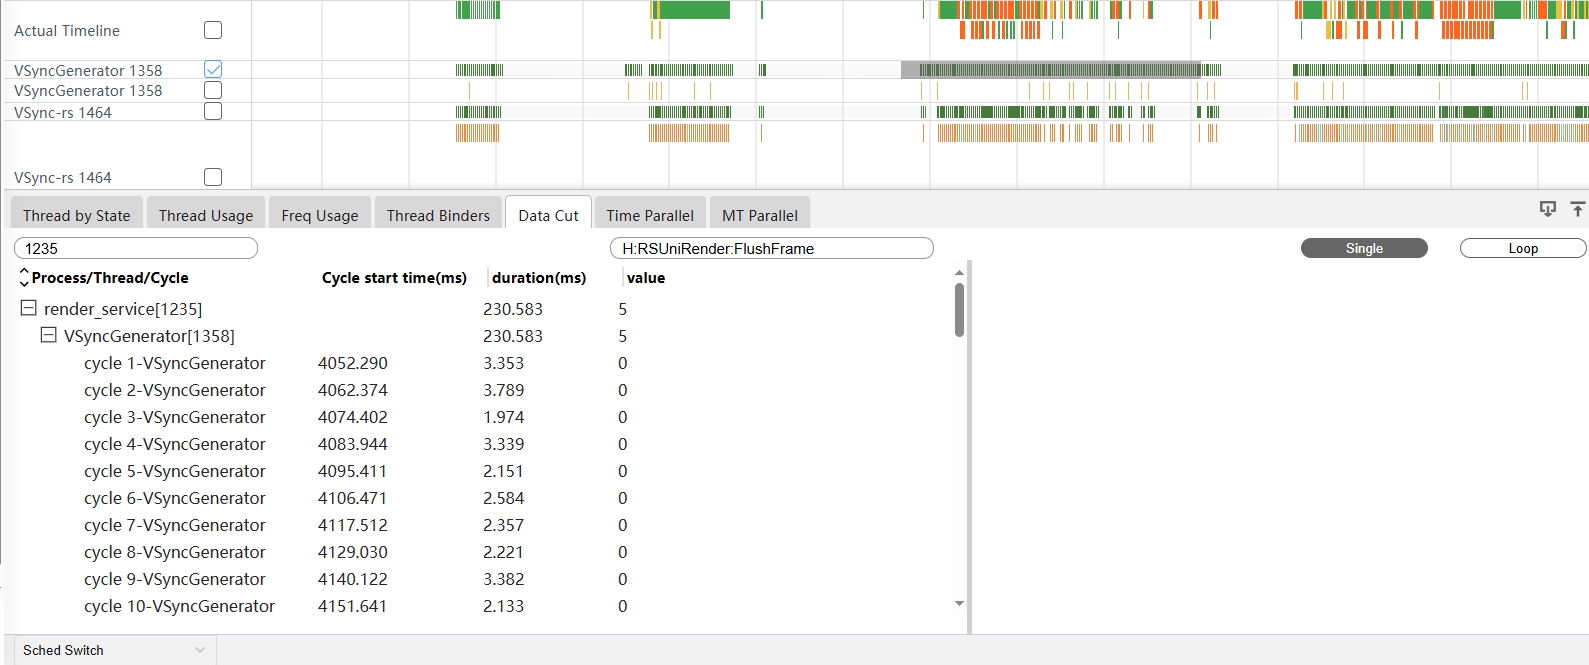 Actual Timeline
VSyncGenerator 1358
VSyncGenerator 1358
VSync-rs 1464
VSync-rs 1464
Thread by State Thread Usage Freq Usage Thread Binders Data Cut Time Parallel MT Parallel
1235 H:RSUniRender:FlushFrame Single Loop
Process/Thread/Cycle Cycle start time(ms) duration(ms) value
render_service[1235] 230.583 5
VSyncGenerator[1358] 230.583 5
cycle 1-VSyncGenerator 4052.290 3.353 0
cycle 2-VSyncGenerator 4062.374 3.789 0
cycle 3-VSyncGenerator 4074.402 1.974 0
cycle 4-VSyncGenerator 4083.944 3.339 0
cycle 5-VSyncGenerator 4095.411 2.151 0
cycle 6-VSyncGenerator 4106.471 2.584 0
cycle 7-VSyncGenerator 4117.512 2.357 0
cycle 8-VSyncGenerator 4129.030 2.221 0
cycle 9-VSyncGenerator 4140.122 3.382 0
cycle 10-VSyncGenerator 4151.641 2.133 0
Sched Switch